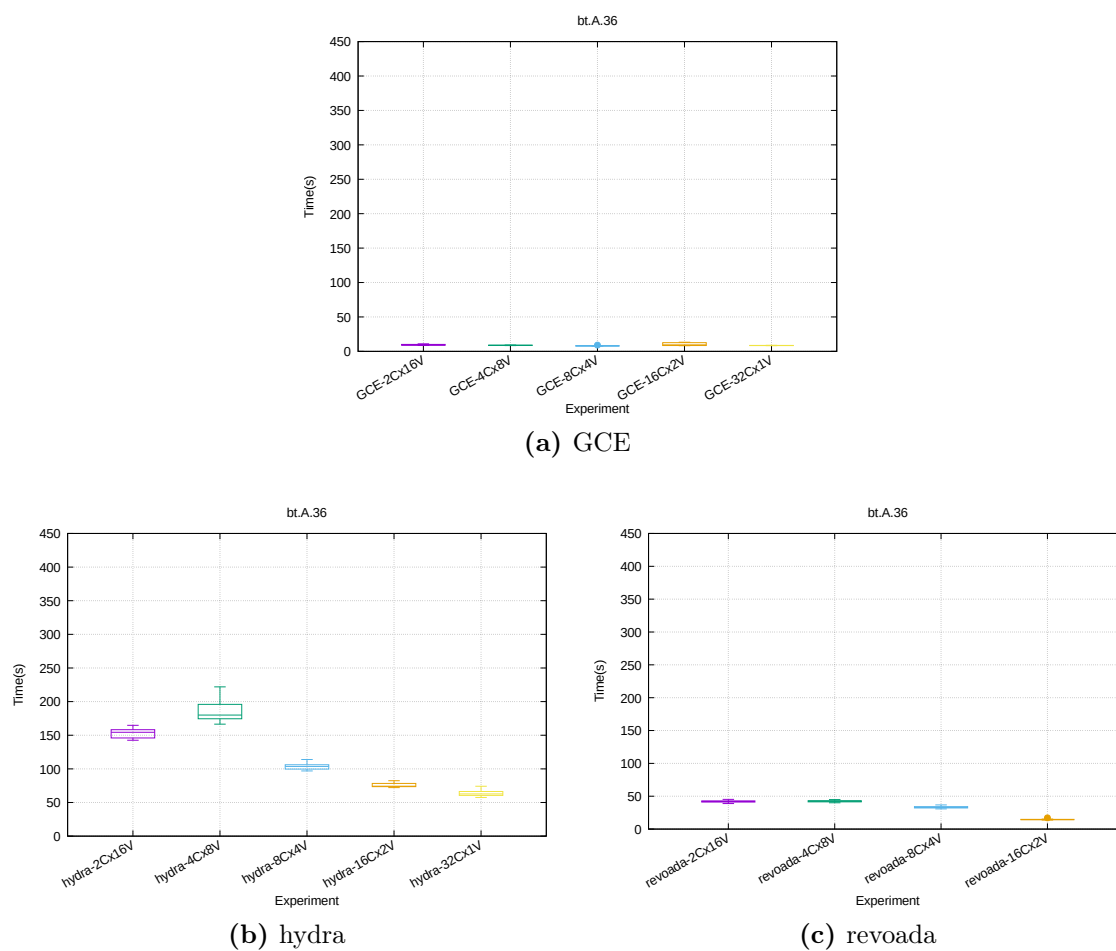 bt.A.36
450
400
350
300
250
200
150
100
50
0
Time(s)
GCE-2Cx16V
GCE-4Cx8V
GCE-8Cx4V
GCE-16Cx2V
GCE-32Cx1V
Experiment
(a) GCE
bt.A.36
450
400
350
300
250
200
150
100
50
0
Time(s)
hydra-2Cx16V
hydra-4Cx8V
hydra-8Cx4V
hydra-16Cx2V
hydra-32Cx1V
Experiment
(b) hydra
bt.A.36
450
400
350
300
250
200
150
100
50
0
Time(s)
revoada-2Cx16V
revoada-4Cx8V
revoada-8Cx4V
revoada-16Cx2V
Experiment
(c) revoada